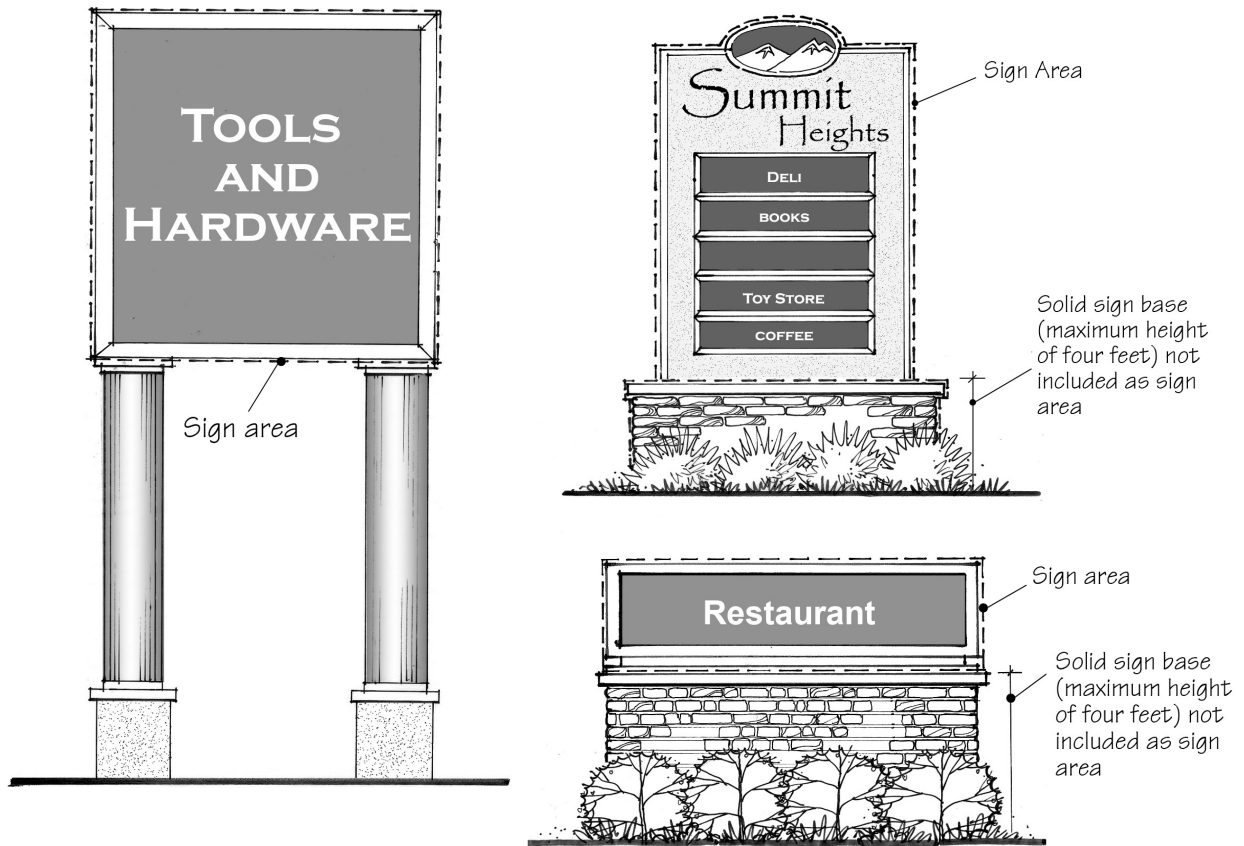 TOOLS
AND
HARDWARE
Sign area
Summit
Heights
DELI
BOOKS
TOY STORE
COFFEE
Sign Area
Solid sign base
(maximum height
of four feet) not
included as sign
area
Restaurant
Sign area
Solid sign base
(maximum height
of four feet) not
included as sign
area